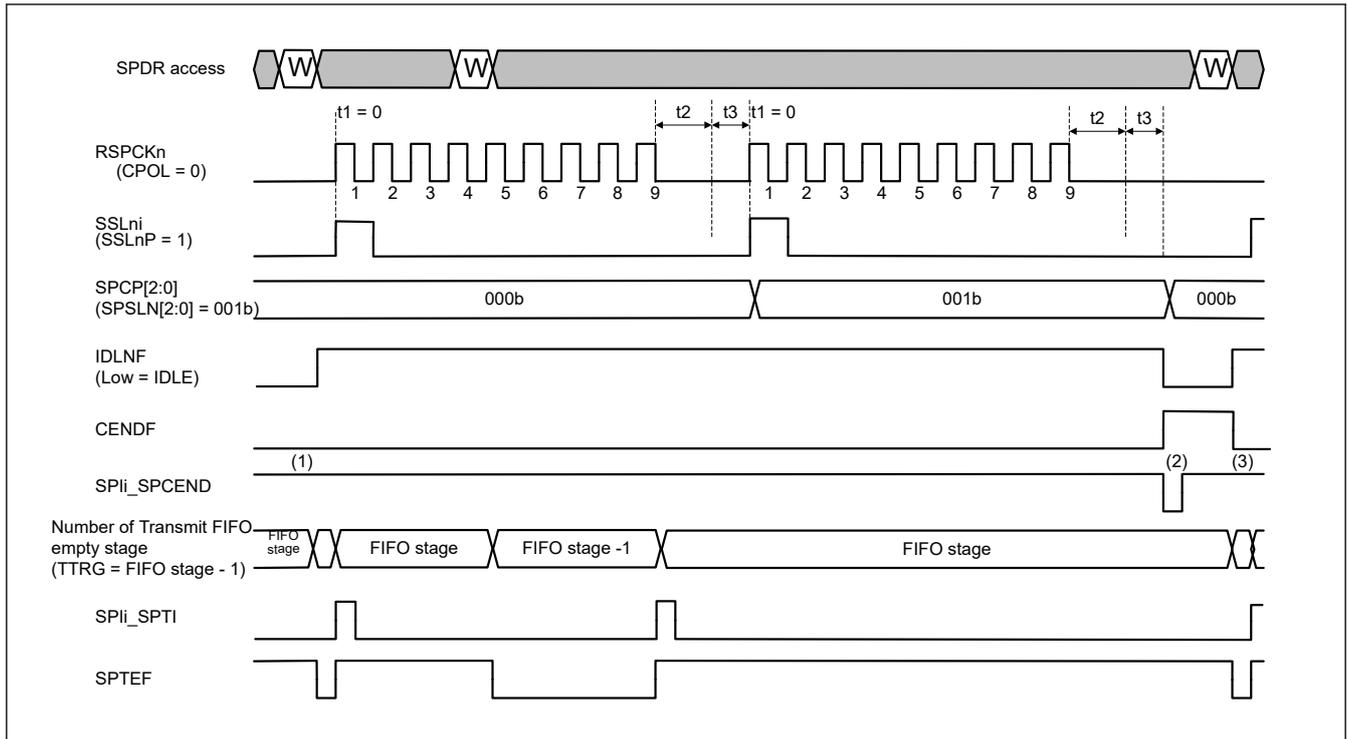 SPDR access
W
W
W
t1 = 0
t2
t3
t1 = 0
t2
t3
RSPCKn
(CPOL = 0)
1 2 3 4 5 6 7 8 9
1 2 3 4 5 6 7 8 9
SSLni
(SSLnP = 1)
SPCP[2:0]
(SPSLN[2:0] = 001b)
000b
001b
000b
IDLNF
(Low = IDLE)
CENDF
(1)
(2)
(3)
SPIi_SPCEND
Number of Transmit FIFO
empty stage
(TTRG = FIFO stage - 1)
FIFO
stage
FIFO stage
FIFO stage -1
FIFO stage
SPIi_SPTI
SPTEF